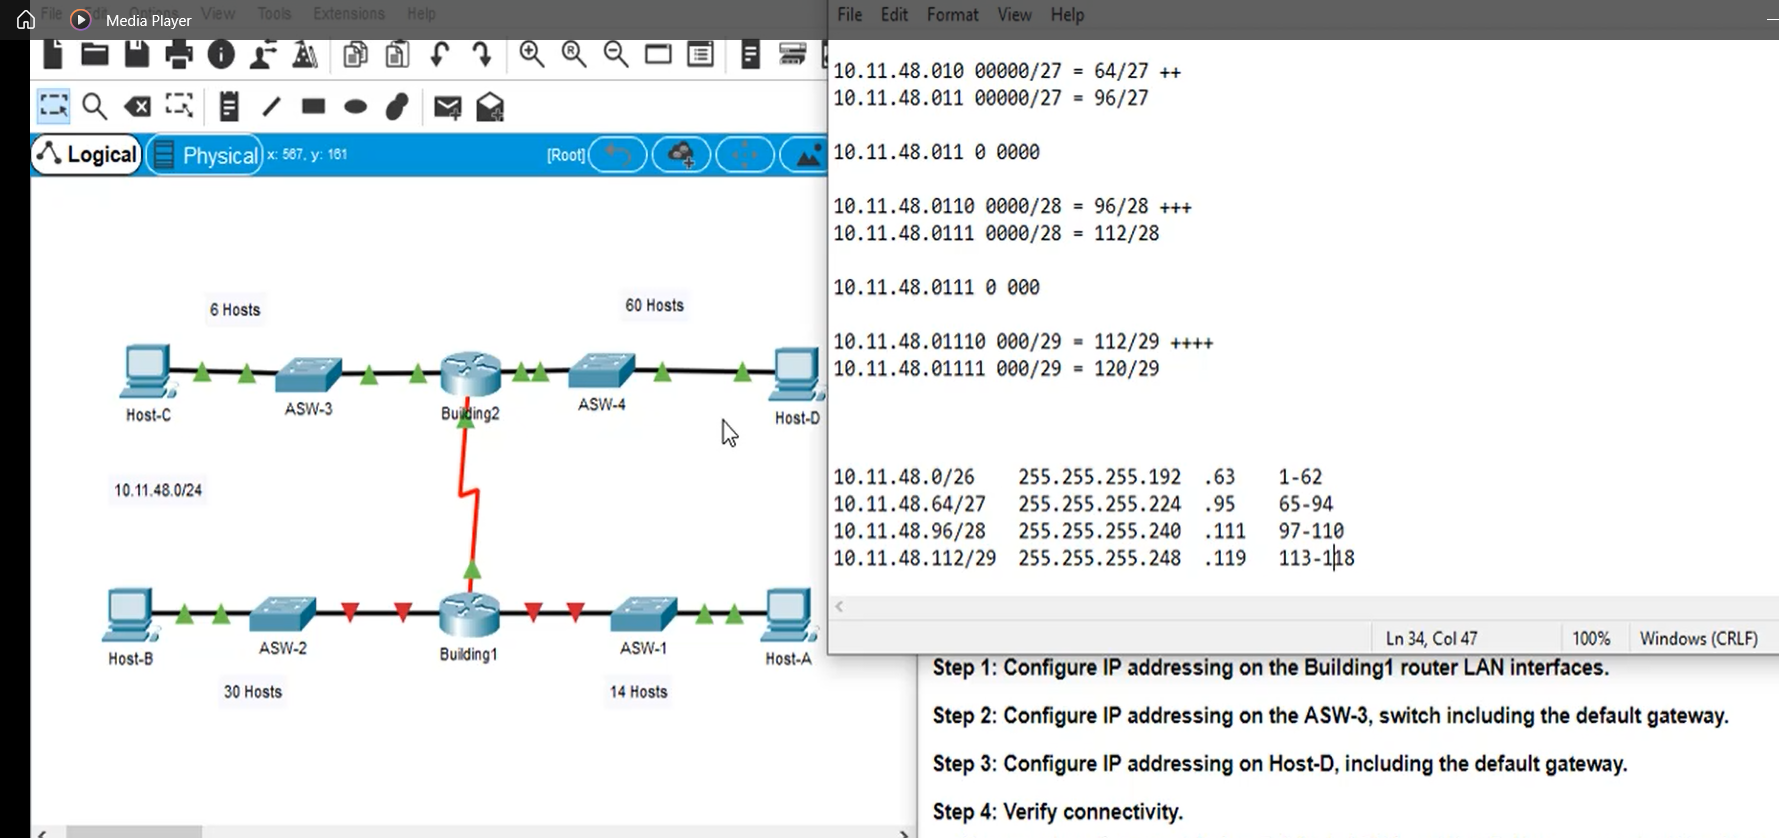 File Edit Options View Tools Extensions Help
Media Player
Logical Physical x: 567, y: 161 [Root]
6 Hosts
60 Hosts
Host-C
ASW-3
Building2
ASW-4
Host-D
10.11.48.0/24
Host-B
ASW-2
Building1
ASW-1
Host-A
30 Hosts
14 Hosts
File Edit Format View Help
10.11.48.010 00000/27 = 64/27 ++
10.11.48.011 00000/27 = 96/27
10.11.48.011 0 0000
10.11.48.0110 0000/28 = 96/28 +++
10.11.48.0111 0000/28 = 112/28
10.11.48.0111 0 000
10.11.48.01110 000/29 = 112/29 ++++
10.11.48.01111 000/29 = 120/29
10.11.48.0/26 255.255.255.192 .63 1-62
10.11.48.64/27 255.255.255.224 .95 65-94
10.11.48.96/28 255.255.255.240 .111 97-110
10.11.48.112/29 255.255.255.248 .119 113-118
Ln 34, Col 47 100% Windows (CRLF)
Step 1: Configure IP addressing on the Building1 router LAN interfaces.
Step 2: Configure IP addressing on the ASW-3, switch including the default gateway.
Step 3: Configure IP addressing on Host-D, including the default gateway.
Step 4: Verify connectivity.